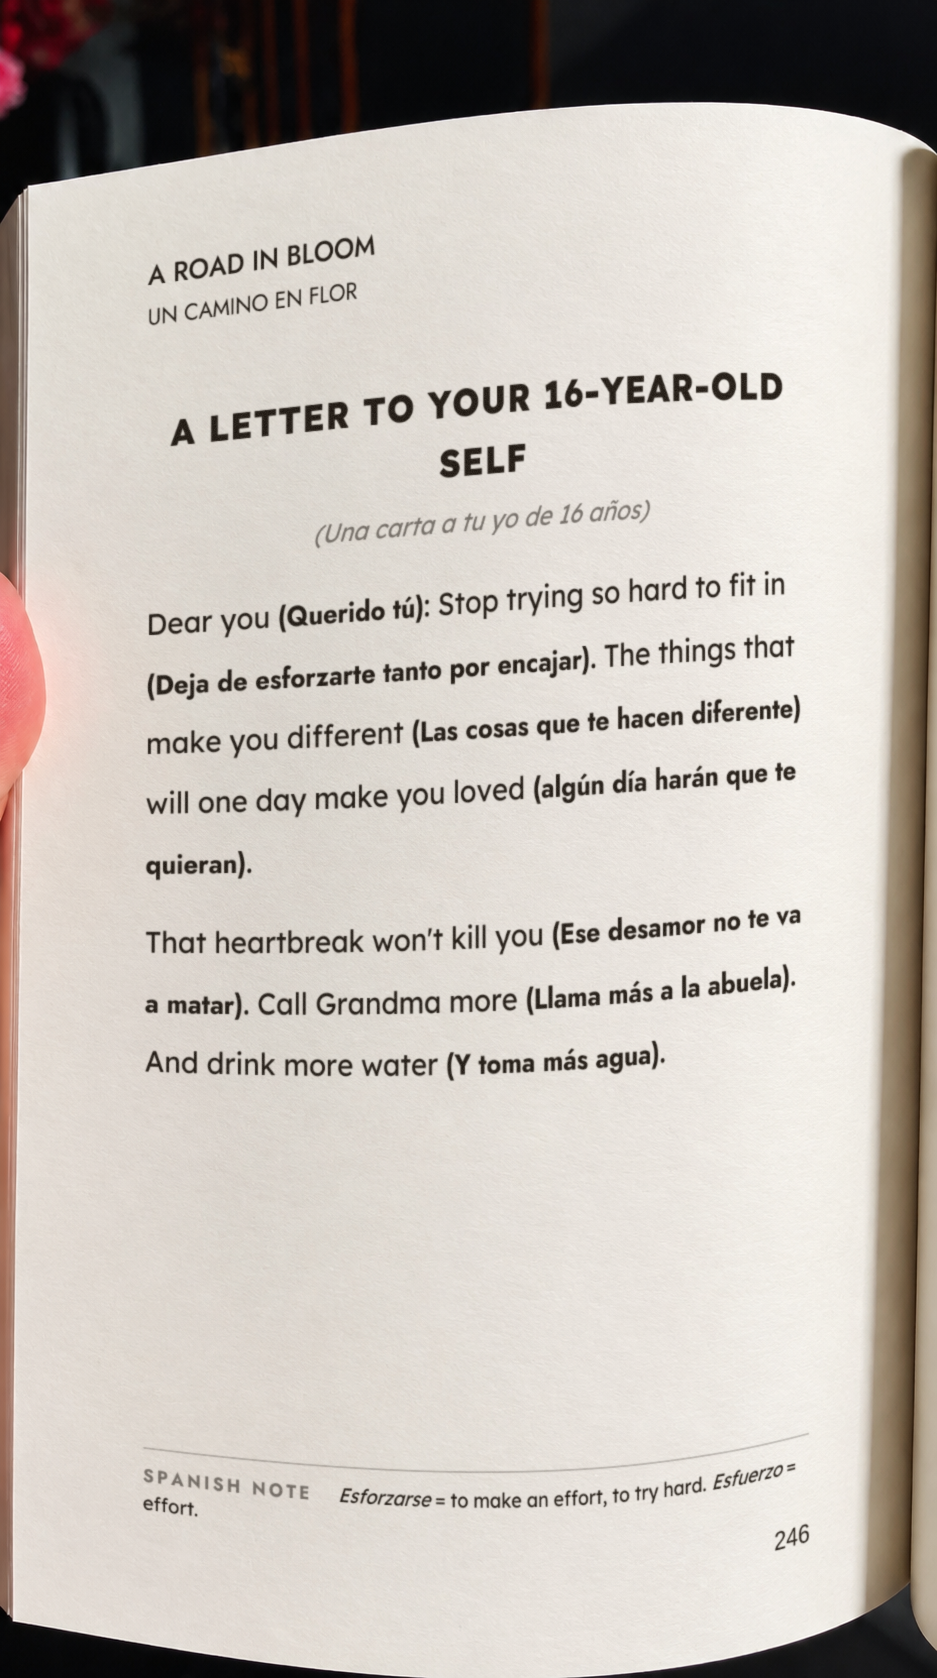 A ROAD IN BLOOM
UN CAMINO EN FLOR
A LETTER TO YOUR 16-YEAR-OLD
SELF
(Una carta a tu yo de 16 años)
Dear you (Querido tú): Stop trying so hard to fit in
(Deja de esforzarte tanto por encajar). The things that
make you different (Las cosas que te hacen diferente)
will one day make you loved (algún día harán que te
quieran).
That heartbreak won't kill you (Ese desamor no te va
a matar). Call Grandma more (Llama más a la abuela).
And drink more water (Y toma más agua).
SPANISH NOTE Esforzarse = to make an effort, to try hard. Esfuerzo =
effort.
246